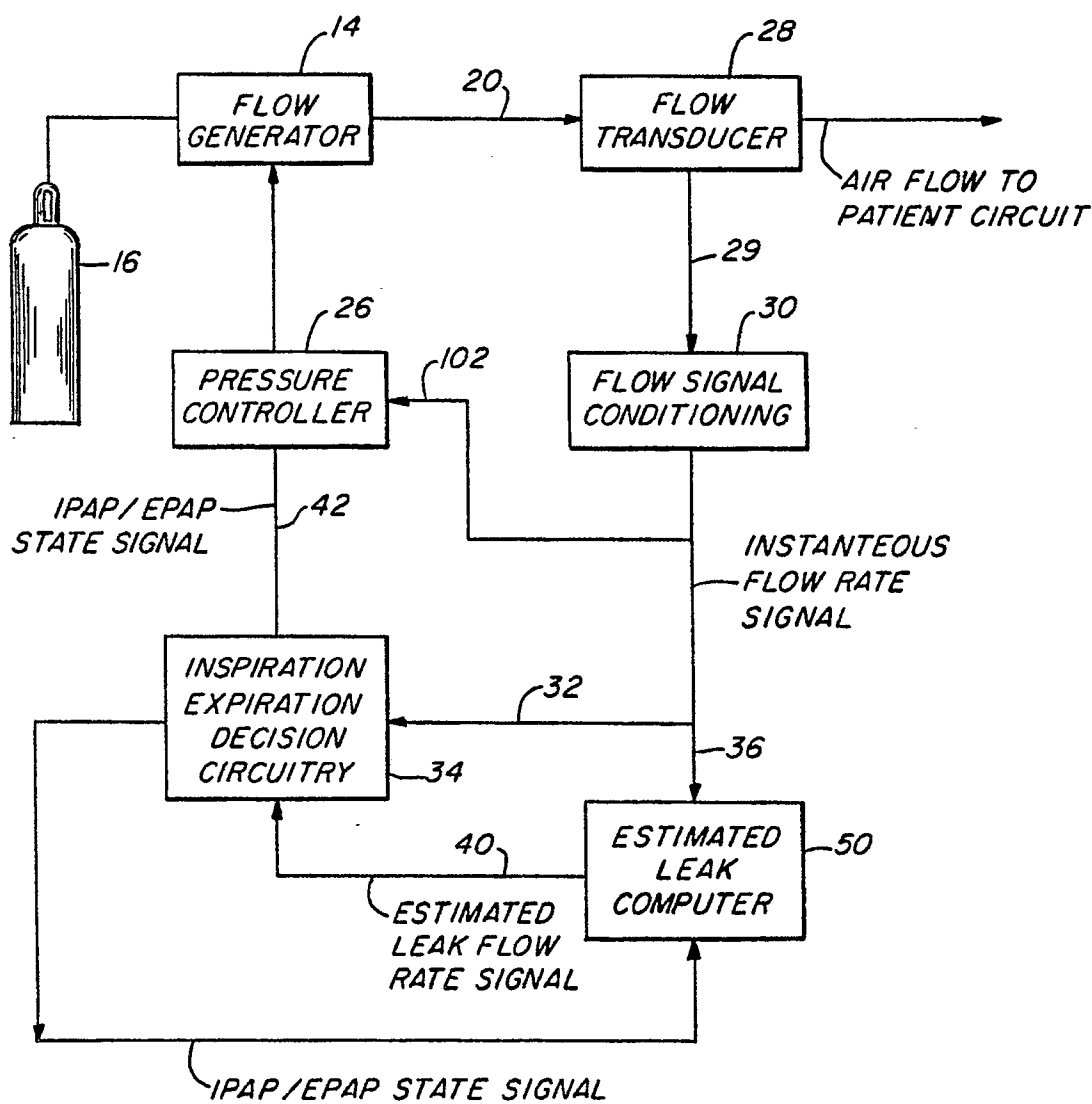 14
FLOW
GENERATOR
20
28
FLOW
TRANSDUCER
AIR FLOW TO
PATIENT CIRCUIT
16
29
26
PRESSURE
CONTROLLER
102
30
FLOW SIGNAL
CONDITIONING
IPAP/EPAP
STATE SIGNAL
42
INSTANTEOUS
FLOW RATE
SIGNAL
INSPIRATION
EXPIRATION
DECISION
CIRCUITRY
34
32
36
40
ESTIMATED
LEAK FLOW
RATE SIGNAL
ESTIMATED
LEAK
COMPUTER
50
IPAP/EPAP STATE SIGNAL